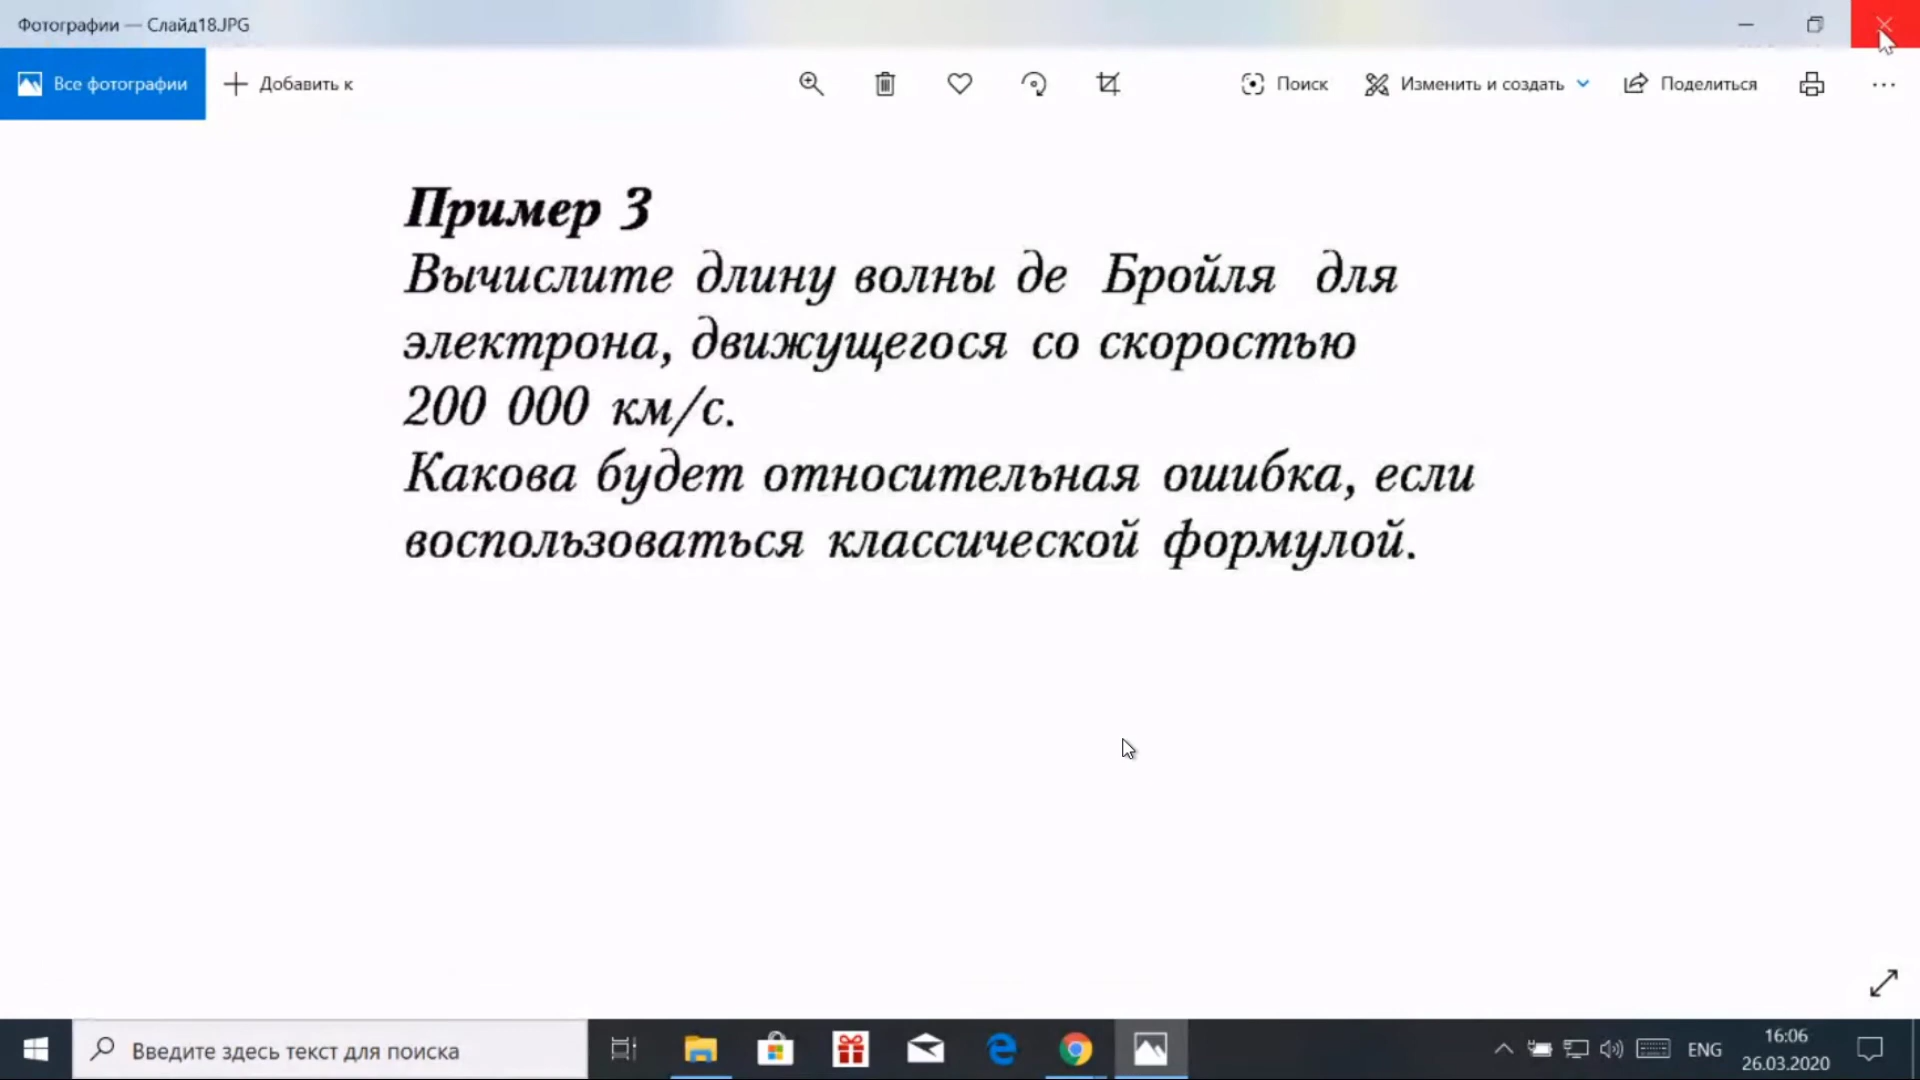 Фотографии — Слайд18.JPG
Все фотографии
Добавить к
Поиск
Изменить и создать
Поделиться
Пример 3
Вычислите длину волны де Бройля для
электрона, движущегося со скоростью
200 000 км/с.
Какова будет относительная ошибка, если
воспользоваться классической формулой.
Введите здесь текст для поиска
ENG
16:06
26.03.2020